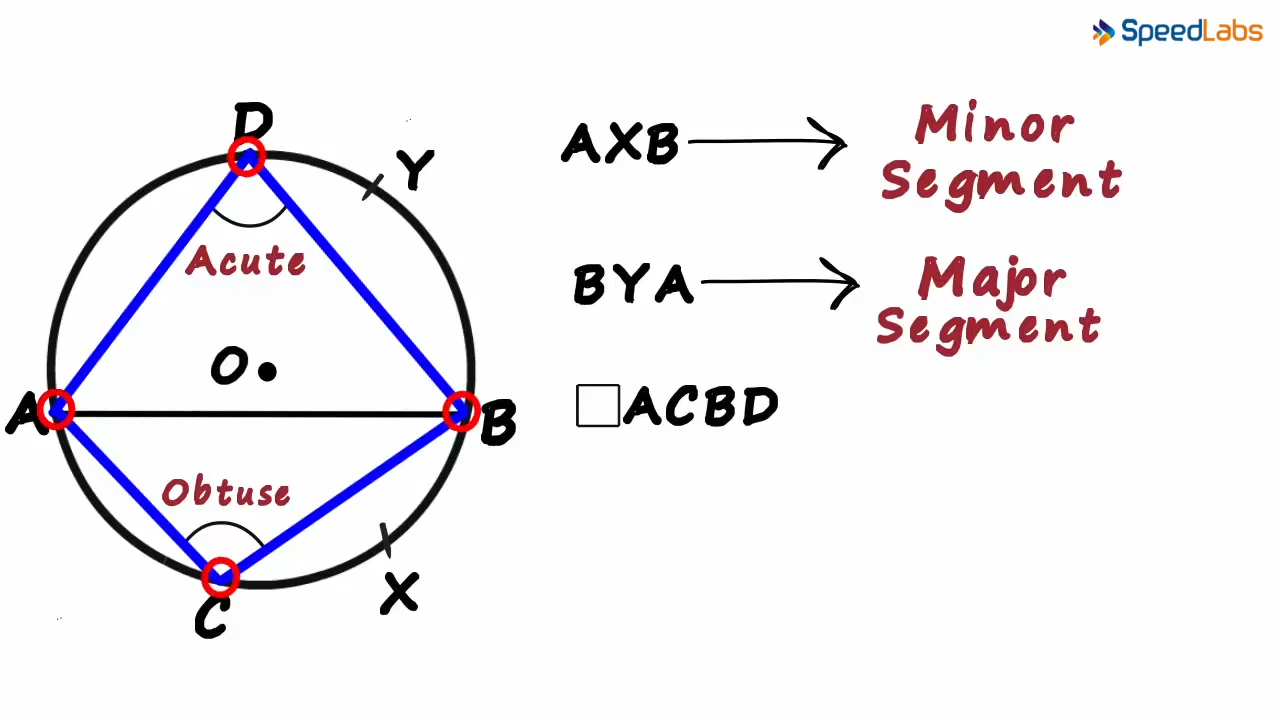 SpeedLabs
D
Y
AXB
Minor
Segment
Acute
BYA
Major
Segment
O
A
B
□ACBD
Obtuse
C
X